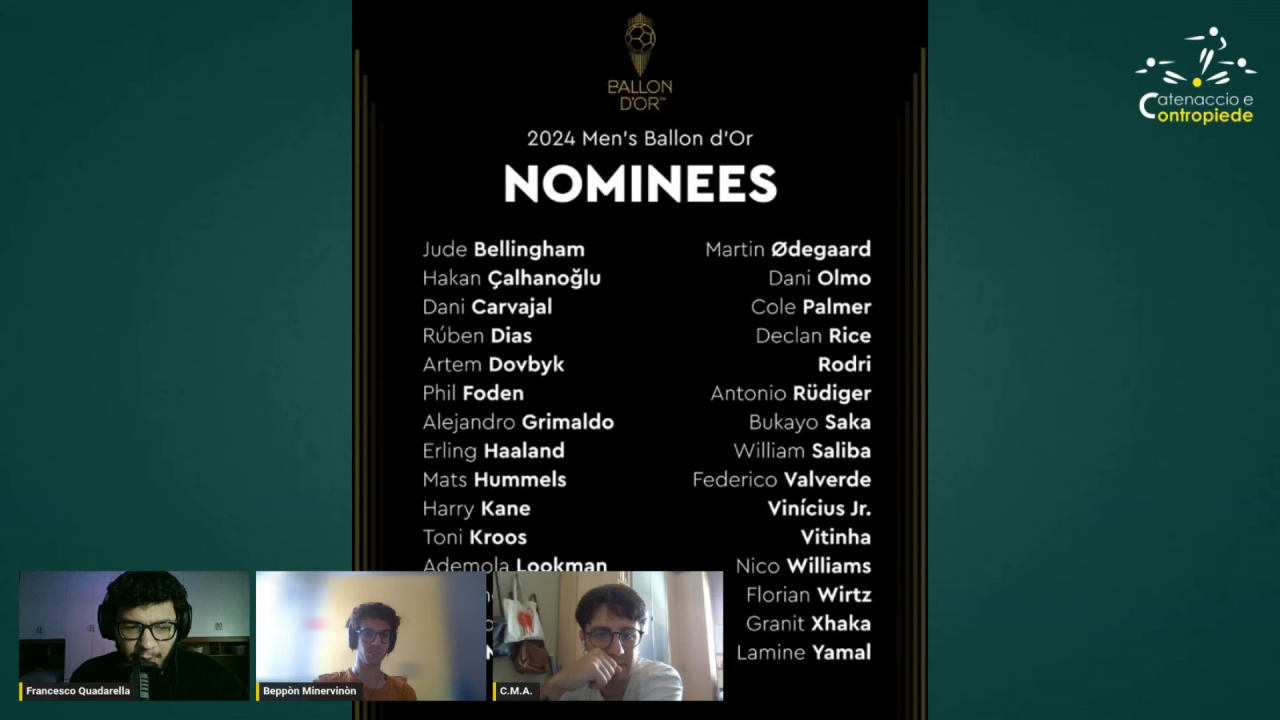 BALLON
D'OR™
2024 Men's Ballon d'Or
NOMINEES
Jude Bellingham
Hakan Çalhanoğlu
Dani Carvajal
Rúben Dias
Artem Dovbyk
Phil Foden
Alejandro Grimaldo
Erling Haaland
Mats Hummels
Harry Kane
Toni Kroos
Ademola Lookman
Martin Ødegaard
Dani Olmo
Cole Palmer
Declan Rice
Rodri
Antonio Rüdiger
Bukayo Saka
William Saliba
Federico Valverde
Vinícius Jr.
Vitinha
Nico Williams
Florian Wirtz
Granit Xhaka
Lamine Yamal
Catenaccio e
Contropiede
Francesco Quadarella
Beppòn Minervinòn
C.M.A.